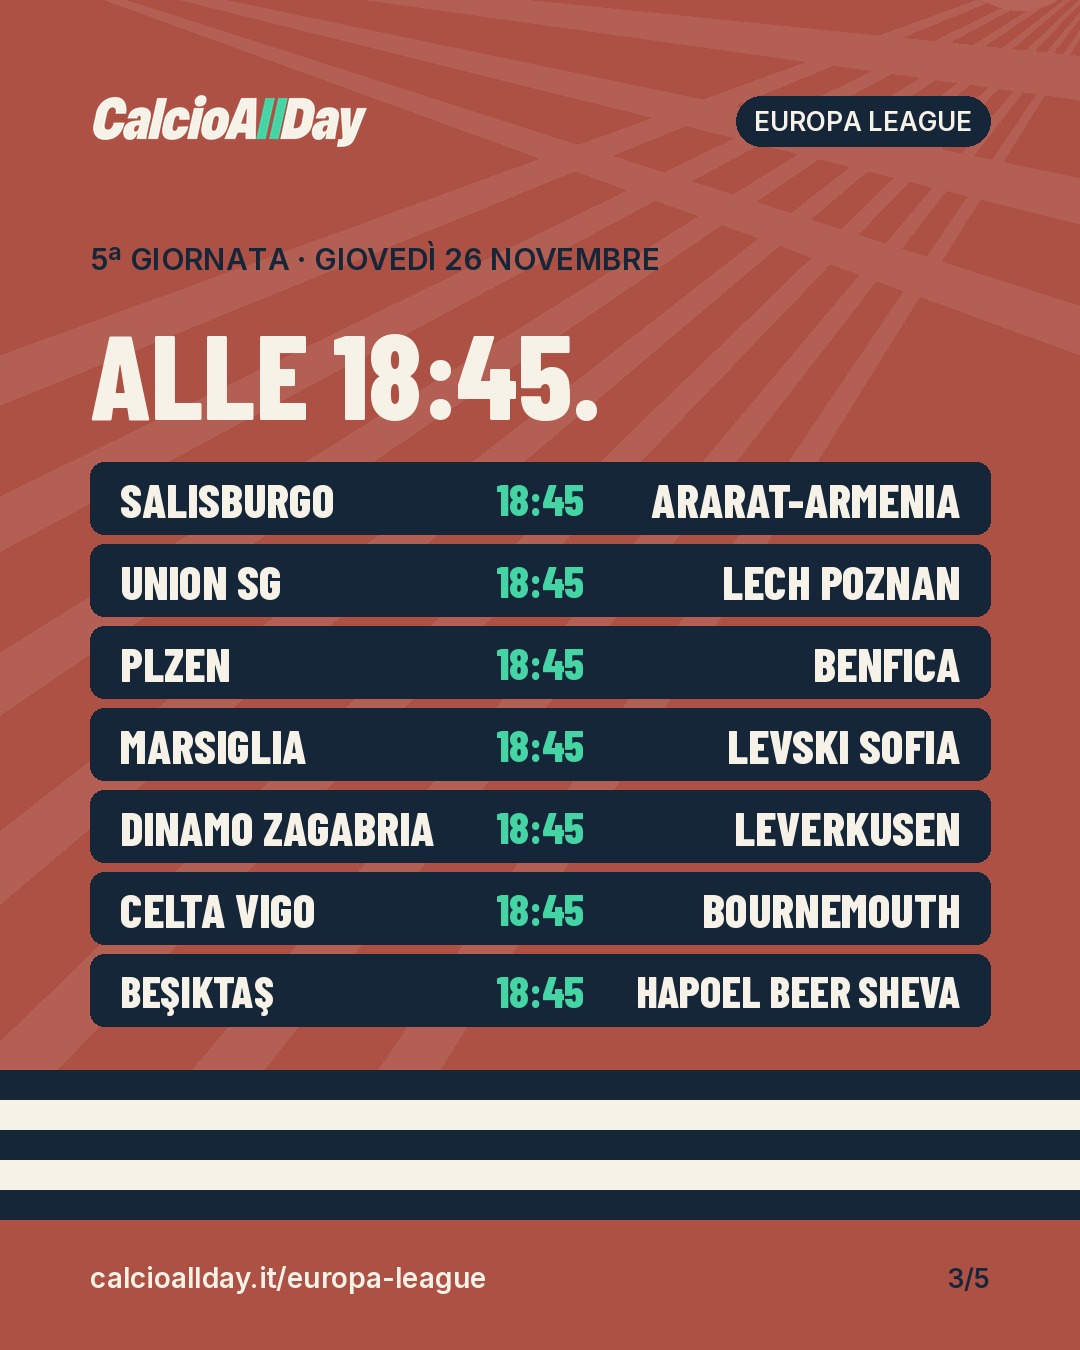 CalcioAllDay
EUROPA LEAGUE
5ª GIORNATA · GIOVEDÌ 26 NOVEMBRE
ALLE 18:45.
SALISBURGO 18:45 ARARAT-ARMENIA
UNION SG 18:45 LECH POZNAN
PLZEN 18:45 BENFICA
MARSIGLIA 18:45 LEVSKI SOFIA
DINAMO ZAGABRIA 18:45 LEVERKUSEN
CELTA VIGO 18:45 BOURNEMOUTH
BEŞIKTAŞ 18:45 HAPOEL BEER SHEVA
calcioallday.it/europa-league
3/5